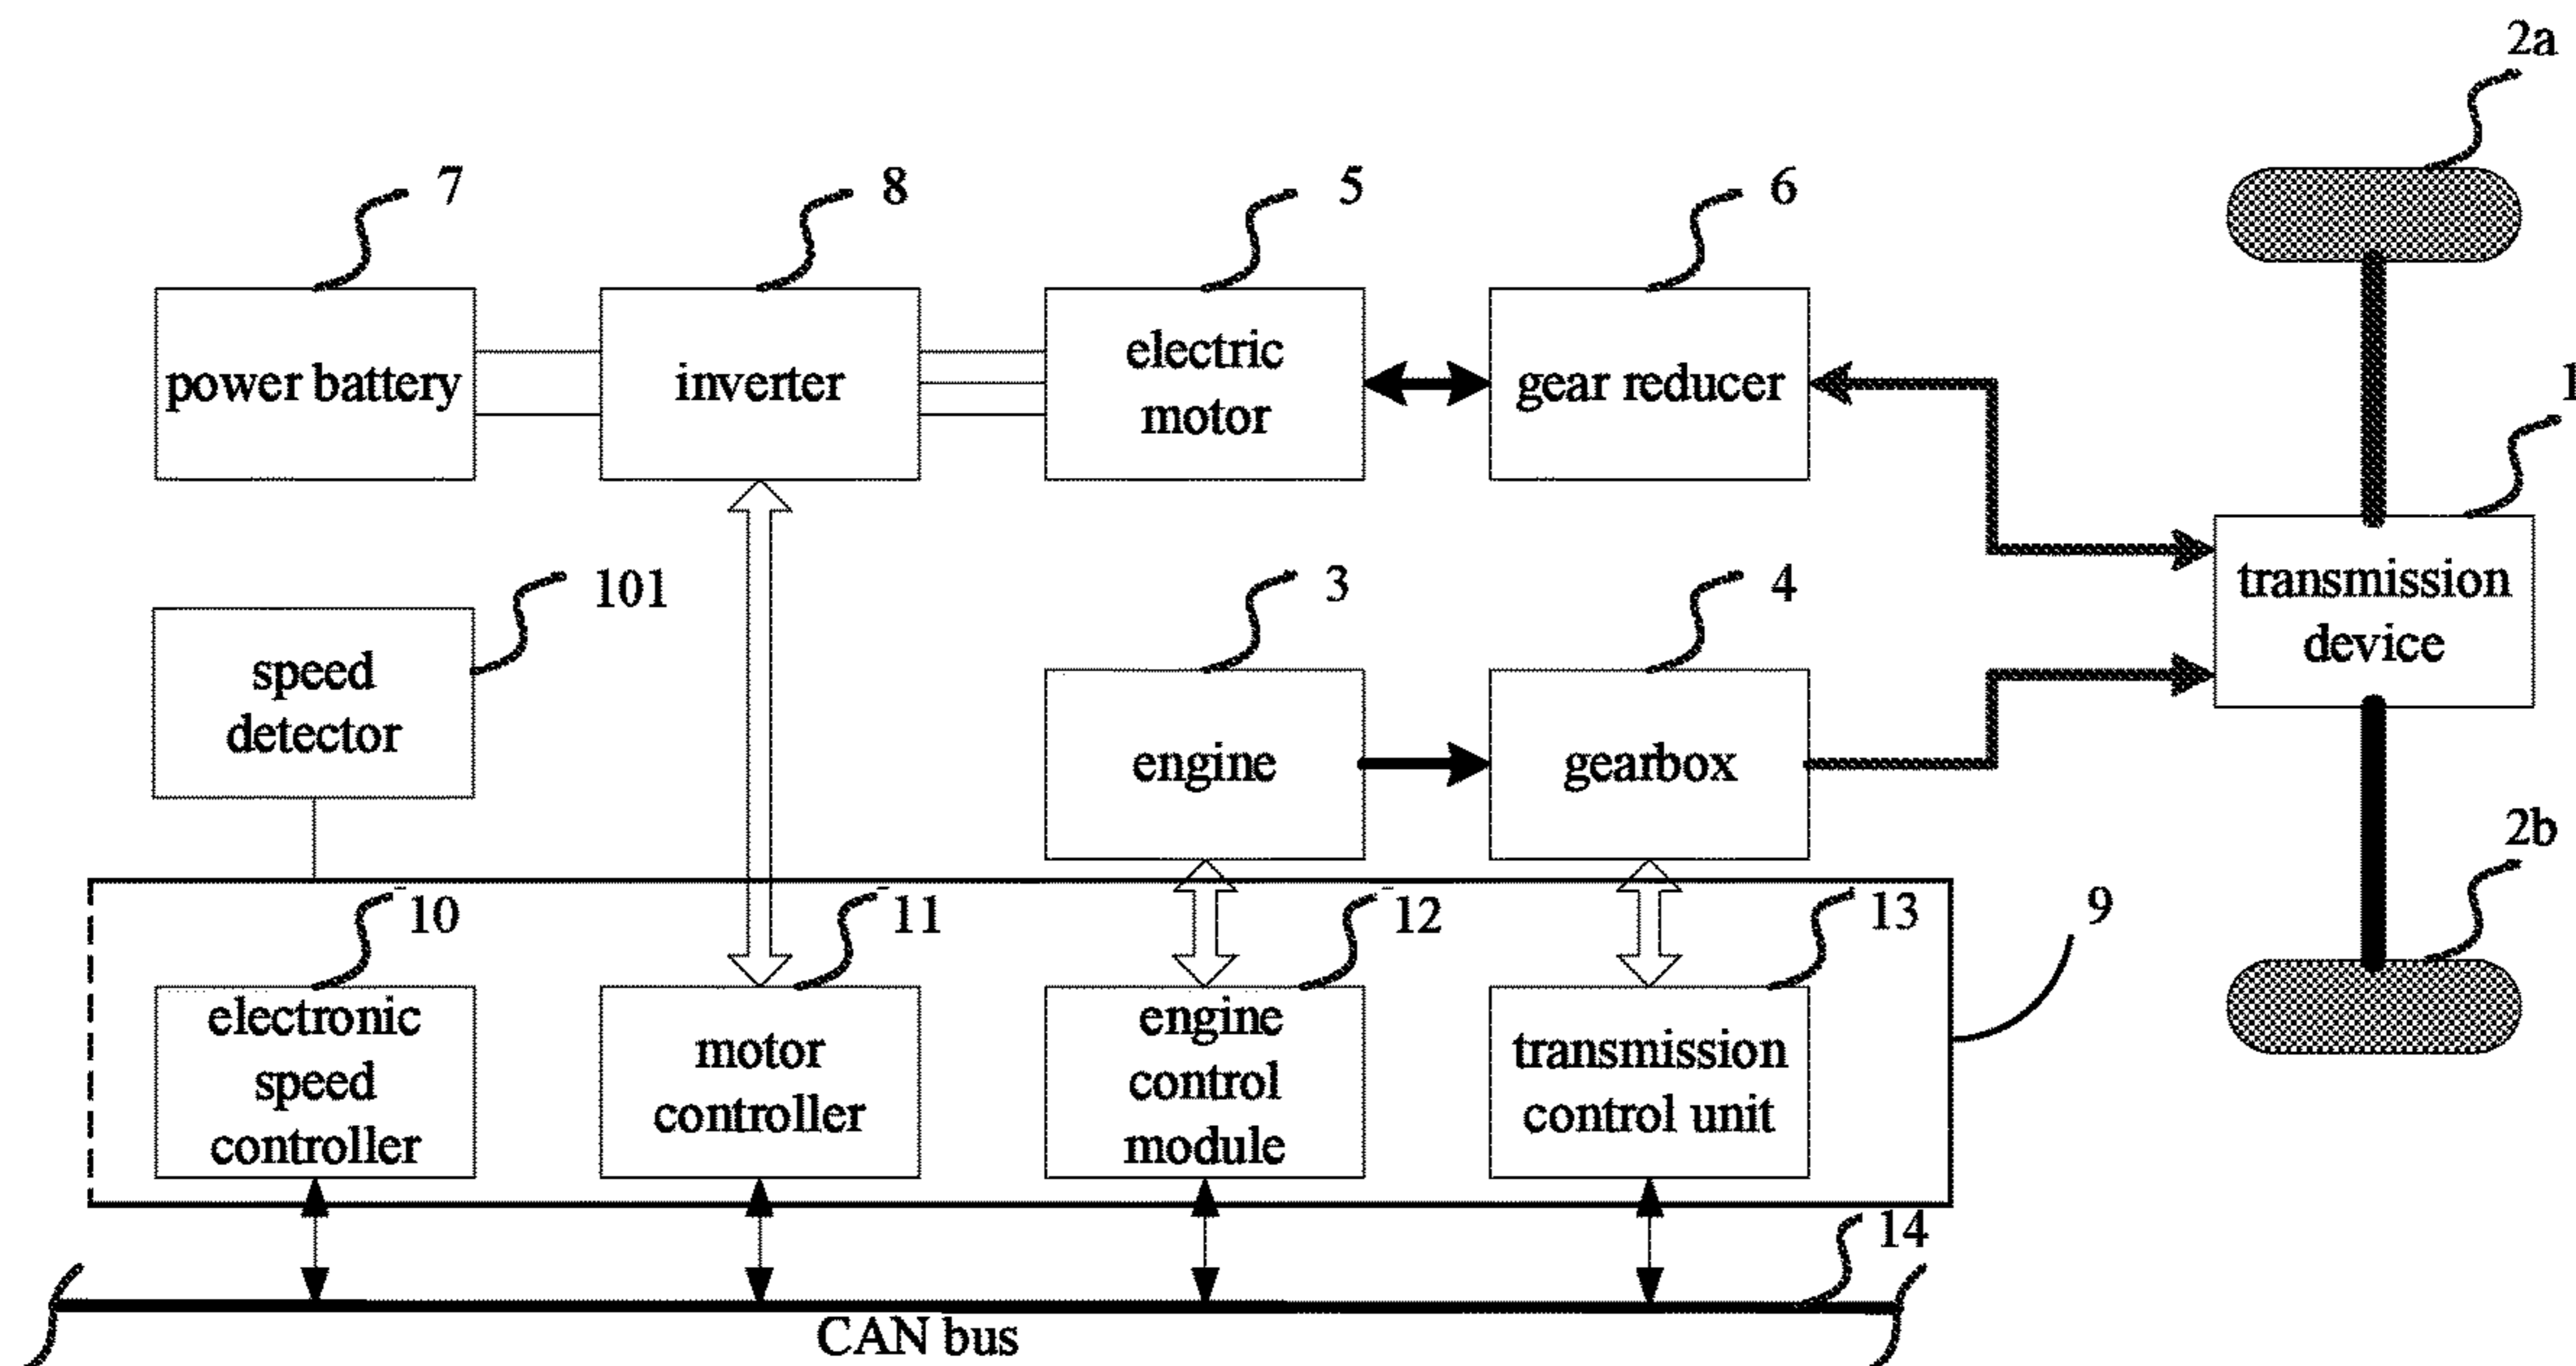 2a
7
8
5
6
power battery
inverter
electric
motor
gear reducer
1
101
3
4
transmission
device
speed
detector
engine
gearbox
2b
10
11
12
13
9
electronic
speed
controller
motor
controller
engine
control
module
transmission
control unit
14
CAN bus